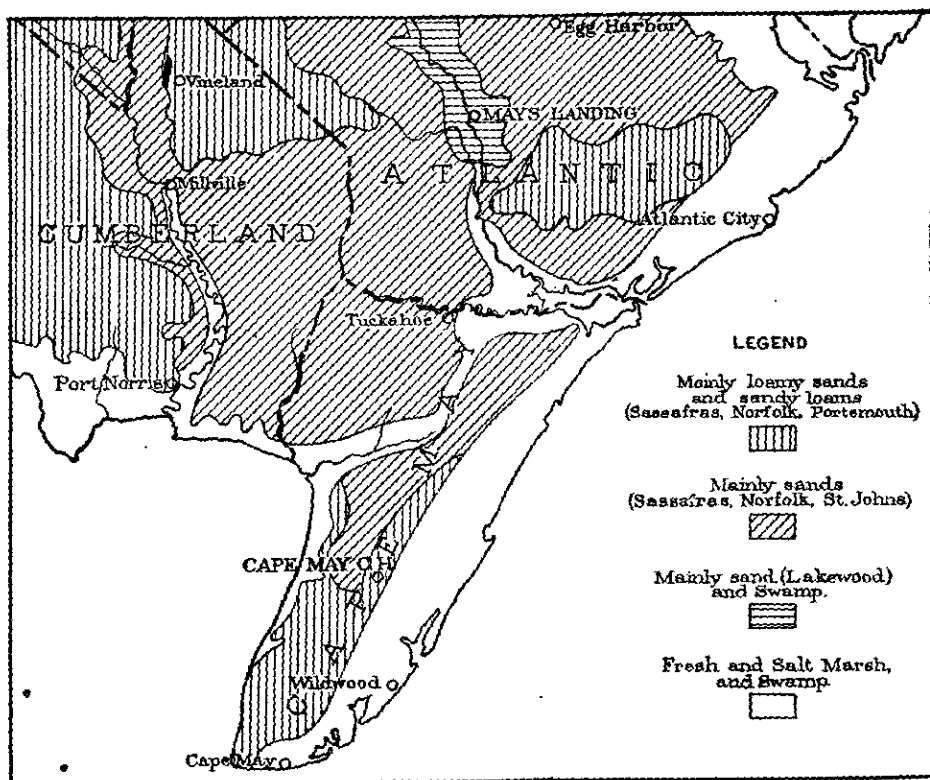 Egg Harbor
Vineland
MAYS LANDING
ATLANTIC
Millville
Atlantic City
CUMBERLAND
Tuckahoe
Port Norris
CAPE MAY
CAPE MAY C.H.
Wildwood
Cape May
LEGEND
Mainly loamy sands
and sandy loams
(Sassafras, Norfolk, Portsmouth)
Mainly sands
(Sassafras, Norfolk, St. Johns)
Mainly sand (Lakewood)
and Swamp.
Fresh and Salt Marsh,
and Swamp